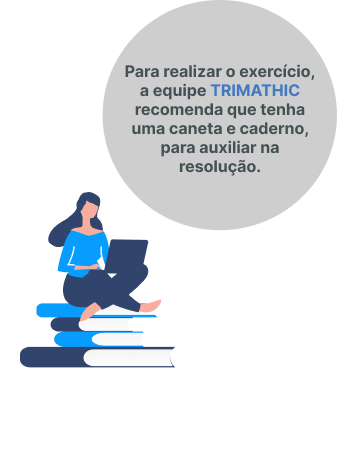 Para realizar o exercício,
a equipe TRIMATHIC
recomenda que tenha
uma caneta e caderno,
para auxiliar na
resolução.